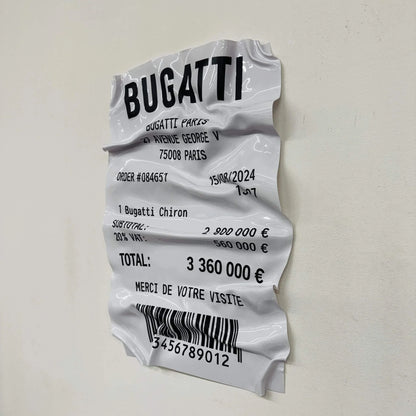 BUGATTI
BUGATTI PARIS
AVENUE GEORGE V
75008 PARIS
ORDER #084657
15/08/2024
1 Bugatti Chiron
SUBTOTAL: 2 800 000 €
20% VAT: 560 000 €
TOTAL: 3 360 000 €
MERCI DE VOTRE VISITE
3456789012